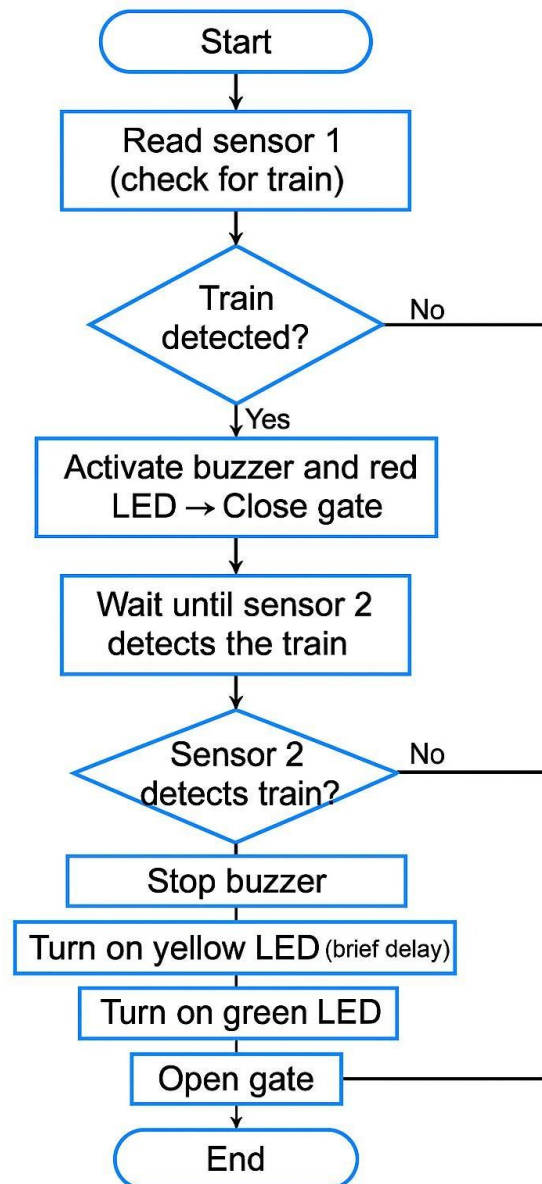 Start
Read sensor 1
(check for train)
Train
detected?
No
Yes
Activate buzzer and red
LED → Close gate
Wait until sensor 2
detects the train
Sensor 2
detects train?
No
Stop buzzer
Turn on yellow LED (brief delay)
Turn on green LED
Open gate
End